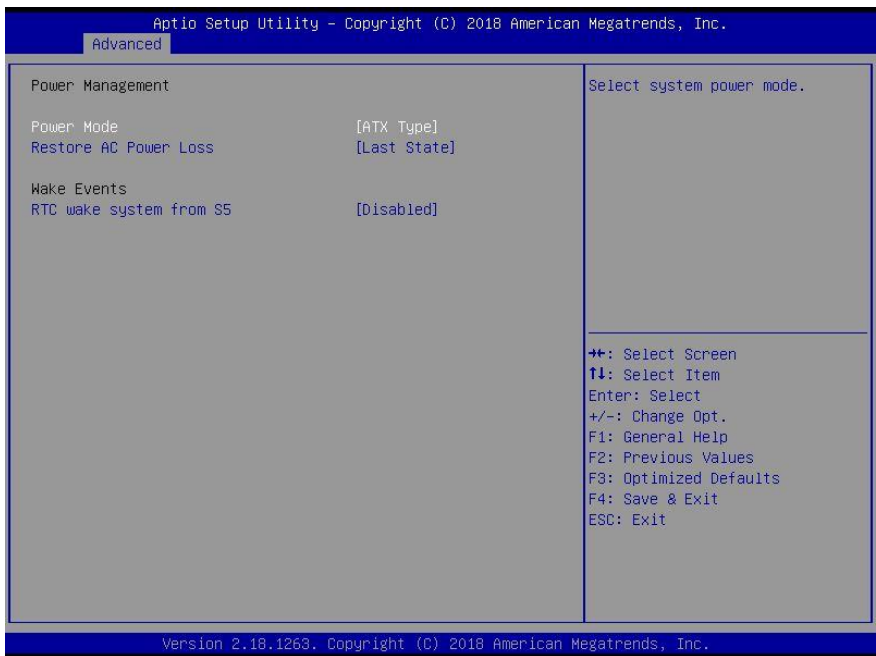 Aptio Setup Utility – Copyright (C) 2018 American Megatrends, Inc.
Advanced
Power Management
Power Mode [ATX Type]
Restore AC Power Loss [Last State]
Wake Events
RTC wake system from S5 [Disabled]
Select system power mode.
→←: Select Screen
↑↓: Select Item
Enter: Select
+/-: Change Opt.
F1: General Help
F2: Previous Values
F3: Optimized Defaults
F4: Save & Exit
ESC: Exit
Version 2.18.1263. Copyright (C) 2018 American Megatrends, Inc.